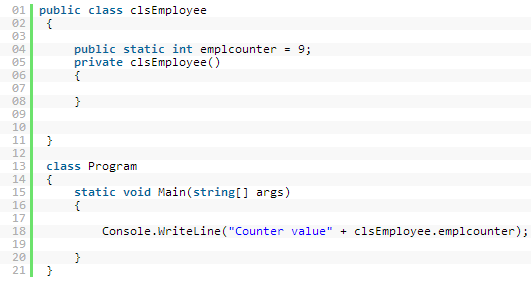 01 public class clsEmployee
02 {
03
04 public static int emplcounter = 9;
05 private clsEmployee()
06 {
07
08 }
09
10
11 }
12
13 class Program
14 {
15 static void Main(string[] args)
16 {
17
18 Console.WriteLine("Counter value" + clsEmployee.emplcounter);
19
20 }
21 }